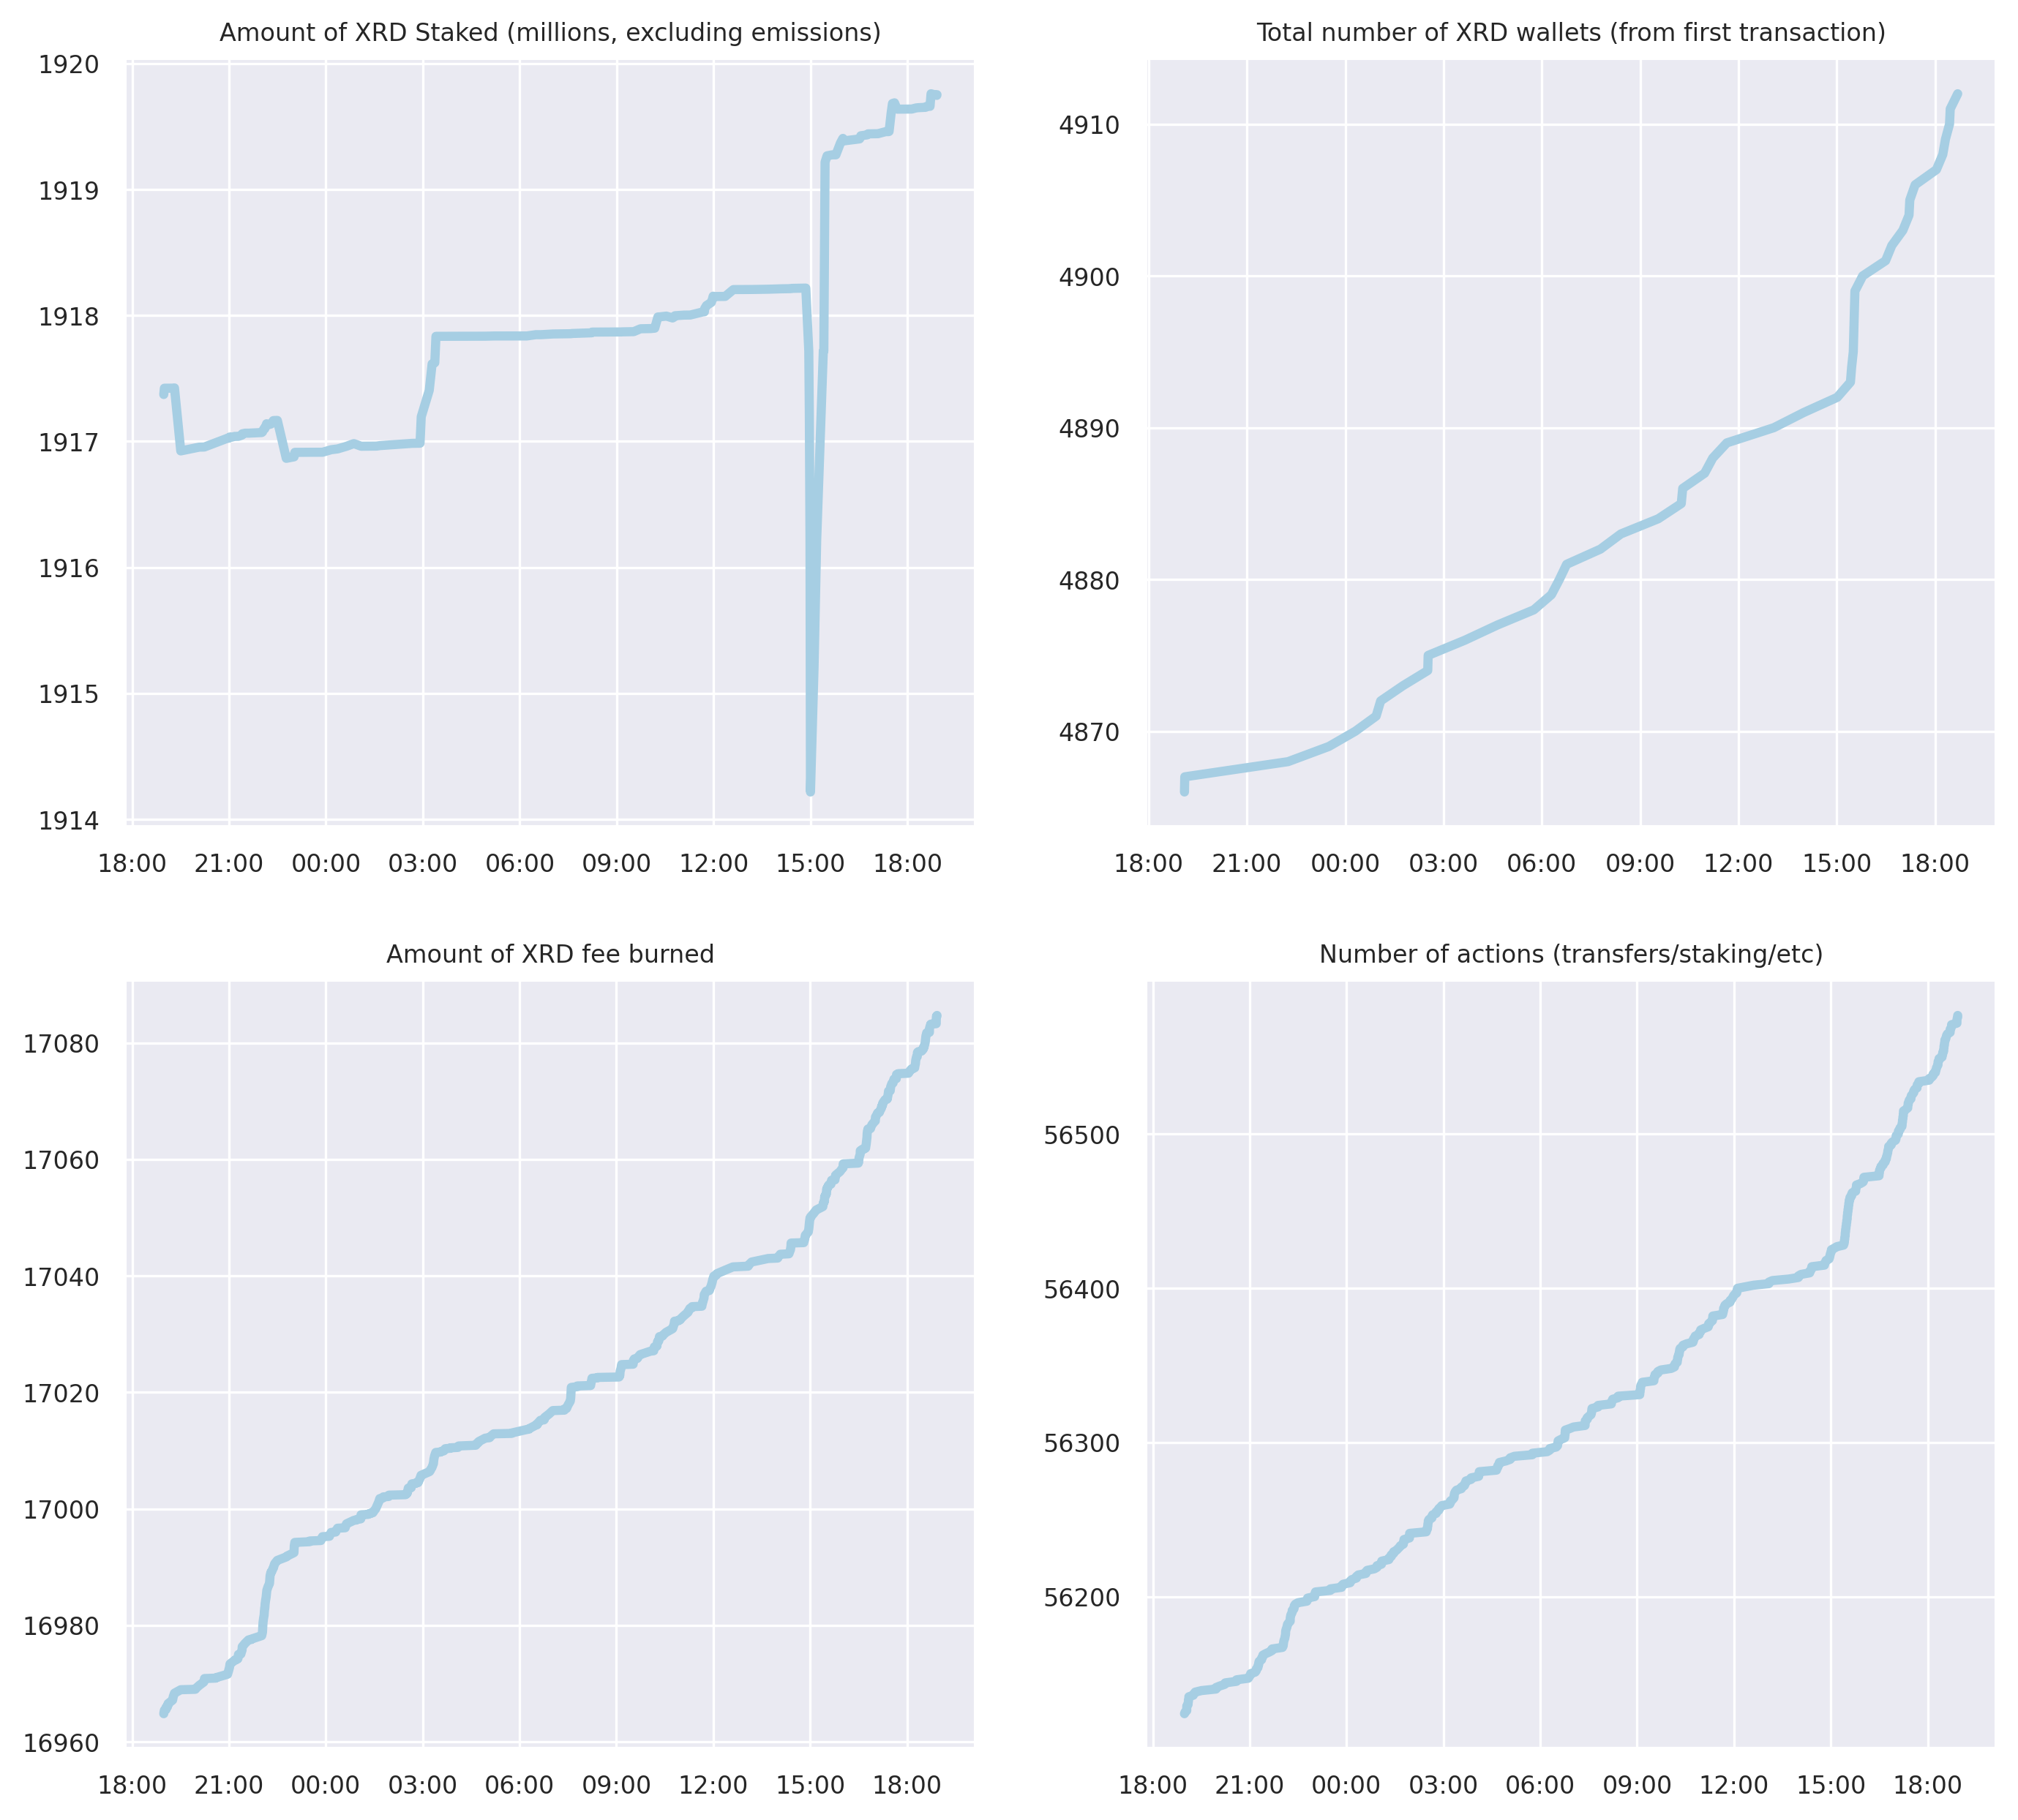 Amount of XRD Staked (millions, excluding emissions)
1920
1919
1918
1917
1916
1915
1914
18:00 21:00 00:00 03:00 06:00 09:00 12:00 15:00 18:00
Total number of XRD wallets (from first transaction)
4910
4900
4890
4880
4870
18:00 21:00 00:00 03:00 06:00 09:00 12:00 15:00 18:00
Amount of XRD fee burned
17080
17060
17040
17020
17000
16980
16960
18:00 21:00 00:00 03:00 06:00 09:00 12:00 15:00 18:00
Number of actions (transfers/staking/etc)
56500
56400
56300
56200
18:00 21:00 00:00 03:00 06:00 09:00 12:00 15:00 18:00